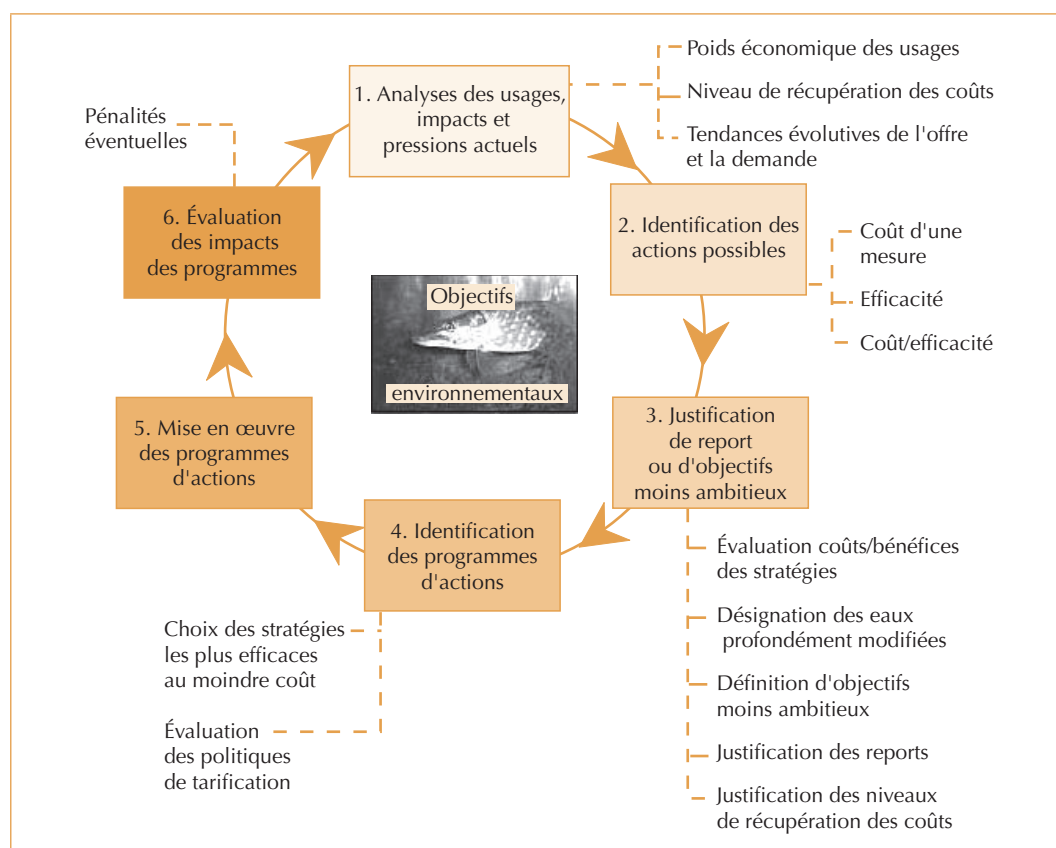 1. Analyses des usages,
impacts et
pressions actuels
Poids économique des usages
Niveau de récupération des coûts
Tendances évolutives de l'offre
et la demande
2. Identification des
actions possibles
Coût d'une
mesure
Efficacité
Coût/efficacité
3. Justification
de report
ou d'objectifs
moins ambitieux
Évaluation coûts/bénéfices
des stratégies
Désignation des eaux
profondément modifiées
Définition d'objectifs
moins ambitieux
Justification des reports
Justification des niveaux
de récupération des coûts
4. Identification
des programmes
d'actions
Choix des stratégies
les plus efficaces
au moindre coût
Évaluation
des politiques
de tarification
5. Mise en œuvre
des programmes
d'actions
6. Évaluation
des impacts
des programmes
Pénalités
éventuelles
Objectifs
environnementaux